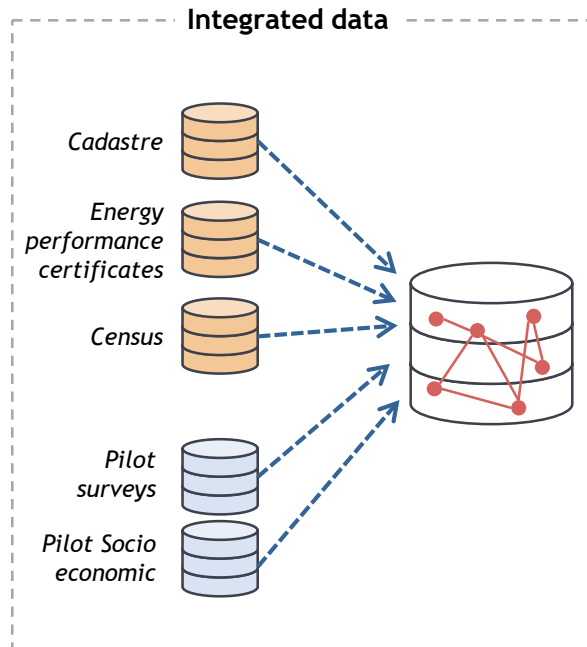 Integrated data
Cadastre
Energy
performance
certificates
Census
Pilot
surveys
Pilot Socio
economic